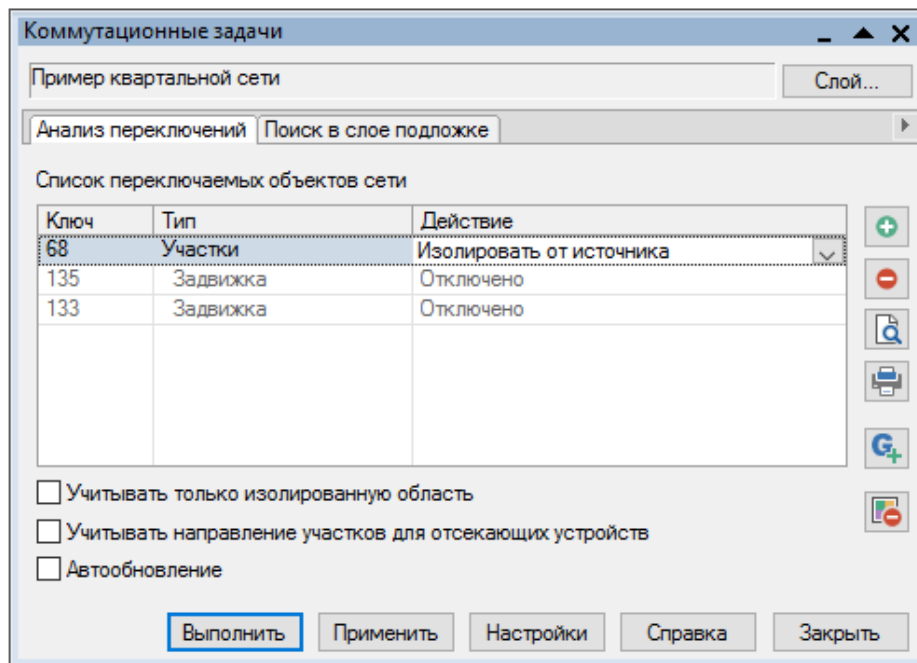 Коммутационные задачи
Пример квартальной сети Слой...
Анализ переключений Поиск в слое подложке
Список переключаемых объектов сети
Ключ Тип Действие
68 Участки Изолировать от источника
135 Задвижка Отключено
133 Задвижка Отключено
Учитывать только изолированную область
Учитывать направление участков для отсекающих устройств
Автообновление
Выполнить Применить Настройки Справка Закрыть